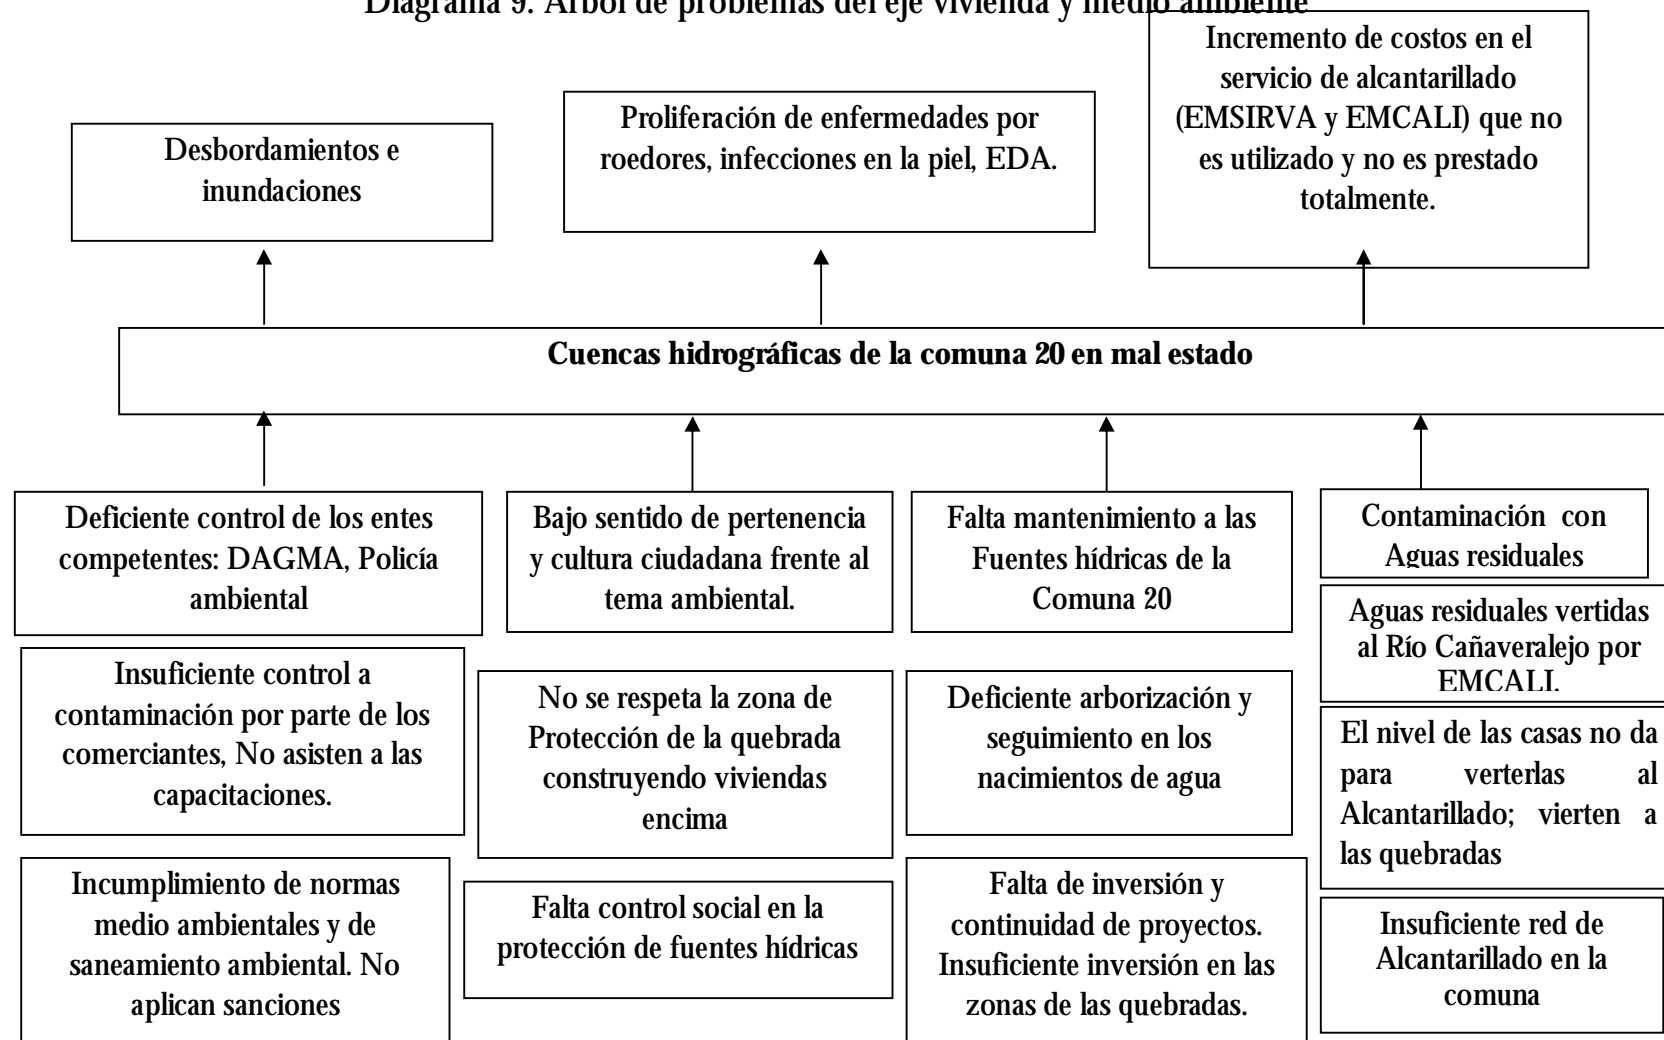 Diagrama 9. Árbol de problemas del eje vivienda y medio ambiente
Incremento de costos en el
servicio de alcantarillado
(EMSIRVA y EMCALI) que no
es utilizado y no es prestado
totalmente.
Proliferación de enfermedades por
roedores, infecciones en la piel, EDA.
Desbordamientos e
inundaciones
Cuencas hidrográficas de la comuna 20 en mal estado
Deficiente control de los entes
competentes: DAGMA, Policía
ambiental
Insuficiente control a
contaminación por parte de los
comerciantes, No asisten a las
capacitaciones.
Incumplimiento de normas
medio ambientales y de
saneamiento ambiental. No
aplican sanciones
Bajo sentido de pertenencia
y cultura ciudadana frente al
tema ambiental.
No se respeta la zona de
Protección de la quebrada
construyendo viviendas
encima
Falta control social en la
protección de fuentes hídricas
Falta mantenimiento a las
Fuentes hídricas de la
Comuna 20
Deficiente arborización y
seguimiento en los
nacimientos de agua
Falta de inversión y
continuidad de proyectos.
Insuficiente inversión en las
zonas de las quebradas.
Contaminación con
Aguas residuales
Aguas residuales vertidas
al Río Cañaveralejo por
EMCALI.
El nivel de las casas no da
para verterlas al
Alcantarillado; vierten a
las quebradas
Insuficiente red de
Alcantarillado en la
comuna